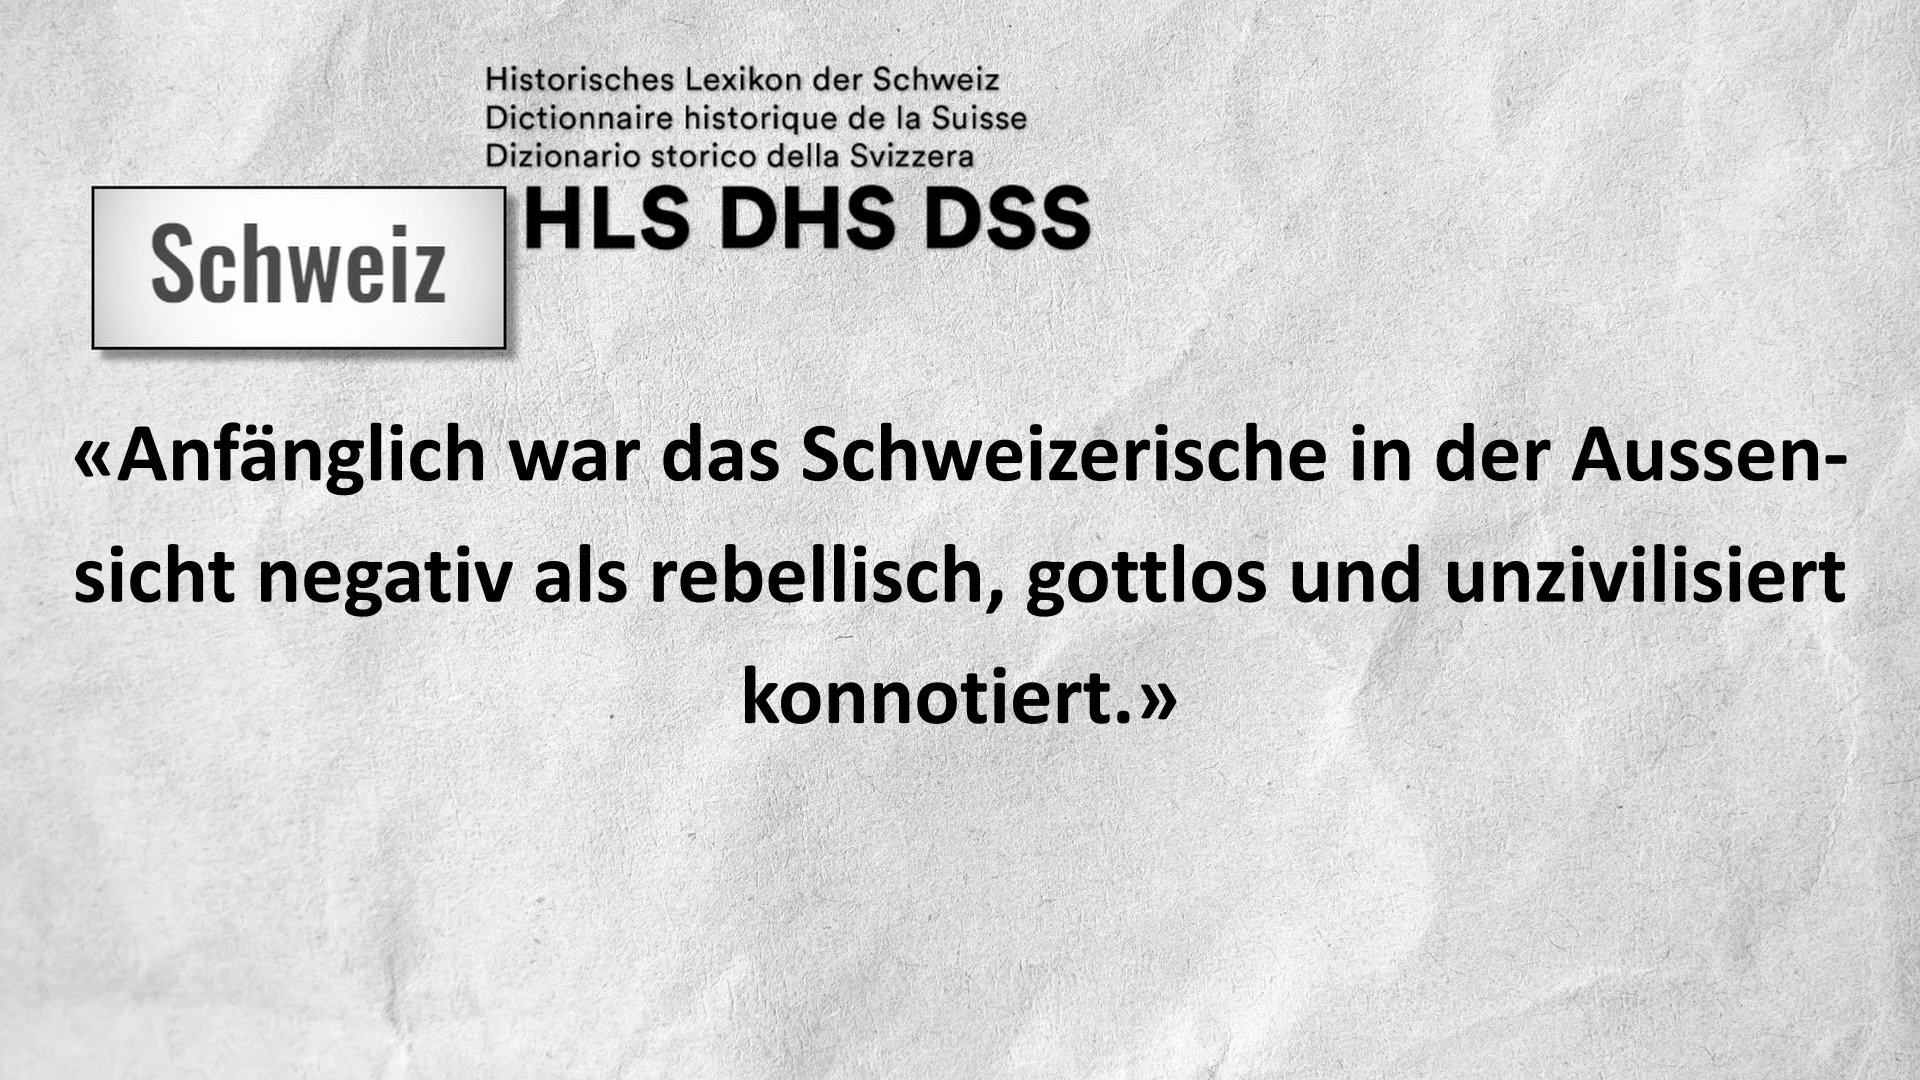 Historisches Lexikon der Schweiz
Dictionnaire historique de la Suisse
Dizionario storico della Svizzera
HLS DHS DSS
Schweiz
«Anfänglich war das Schweizerische in der Aussen-
sicht negativ als rebellisch, gottlos und unzivilisiert
konnotiert.»